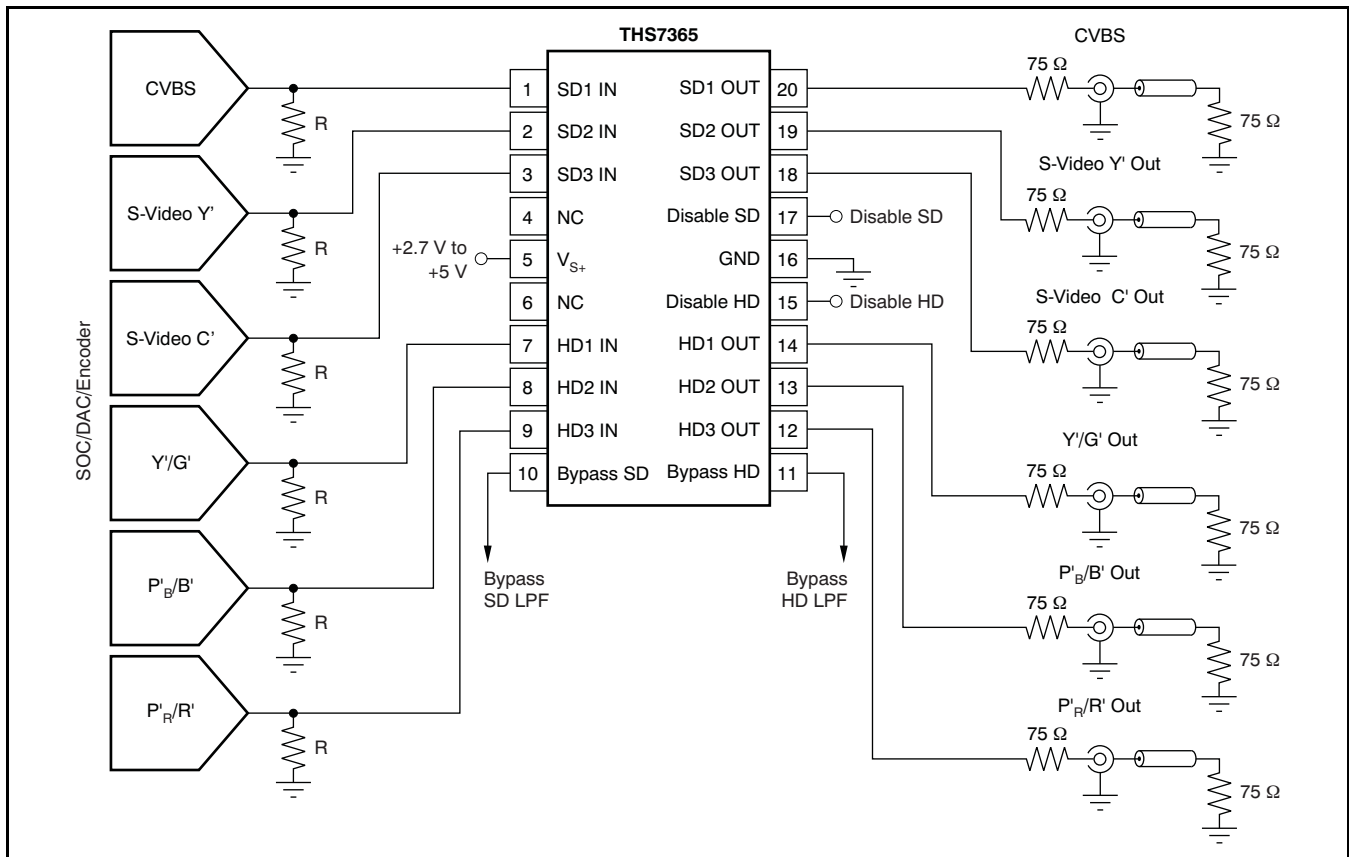 THS7365
CVBS
CVBS
R
S-Video Y'
R
S-Video C'
R
Y'/G'
R
P'B/B'
R
P'R/R'
R
SOC/DAC/Encoder
+2.7 V to
+5 V
1 SD1 IN SD1 OUT 20
2 SD2 IN SD2 OUT 19
3 SD3 IN SD3 OUT 18
4 NC Disable SD 17 Disable SD
5 VS+ GND 16
6 NC Disable HD 15 Disable HD
7 HD1 IN HD1 OUT 14
8 HD2 IN HD2 OUT 13
9 HD3 IN HD3 OUT 12
10 Bypass SD Bypass HD 11
Bypass
SD LPF
Bypass
HD LPF
75 Ω
75 Ω
S-Video Y' Out
75 Ω
75 Ω
S-Video C' Out
75 Ω
75 Ω
Y'/G' Out
75 Ω
75 Ω
P'B/B' Out
75 Ω
75 Ω
P'R/R' Out
75 Ω
75 Ω